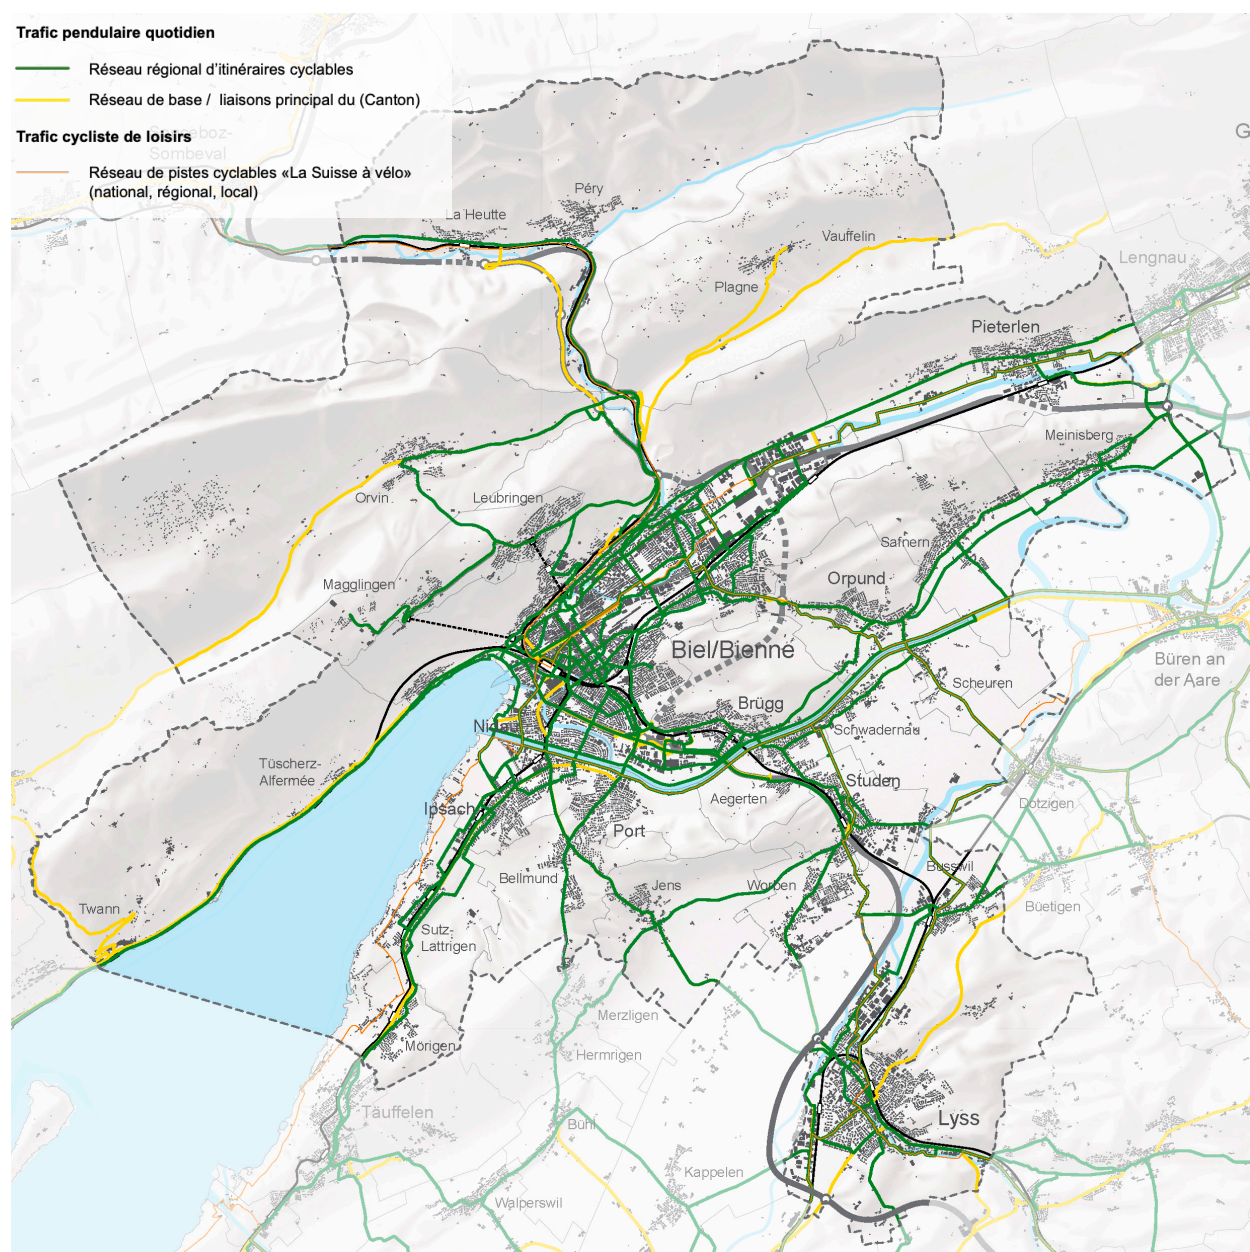 Trafic pendulaire quotidien
Réseau régional d'itinéraires cyclables
Réseau de base / liaisons principal du (Canton)
Trafic cycliste de loisirs
Sombeval
Réseau de pistes cyclables «La Suisse à vélo»
(national, régional, local)
G
Péry
La Heutte
Vauffelin
Lengnau
Plagne
Pieterlen
Meinisberg
Orvin
Leubringen
Safnern
Magglingen
Orpund
Biel/Bienne
Büren an
der Aare
Scheuren
Brügg
Nidau
Schwadernau
Tüscherz-
Alfermée
Studen
Aegerten
Dotzigen
Ipsach
Port
Busswil
Bellmund
Jens
Worben
Büetigen
Twann
Sutz-
Lattrigen
Merzligen
Mörigen
Hermrigen
Täuffelen
Lyss
Bühl
Kappelen
Walperswil